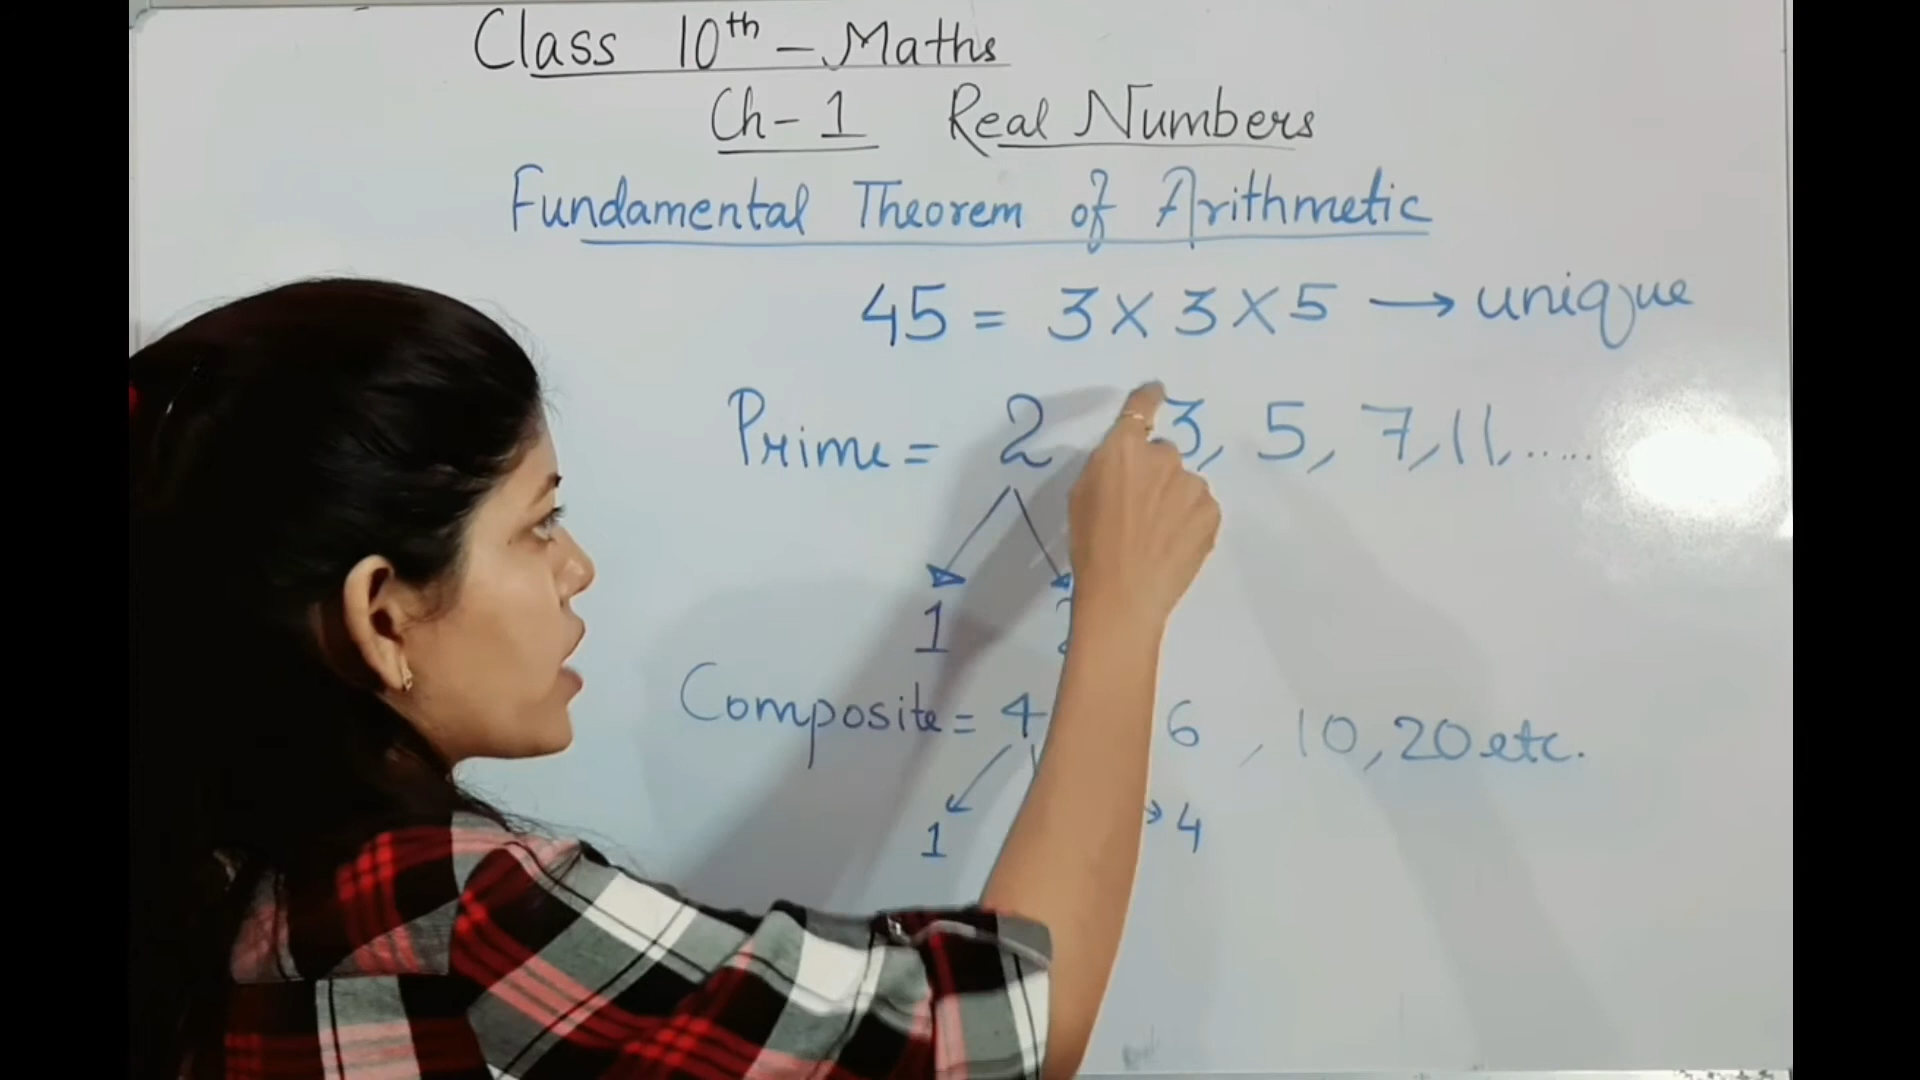 Class 10th - Maths
Ch- 1 Real Numbers
Fundamental Theorem of Arithmetic
45 = 3 × 3 × 5 → unique
Prime = 2 3, 5, 7, 11, .....
1
Composite = 4 6 , 10, 20 etc.
1 → 4